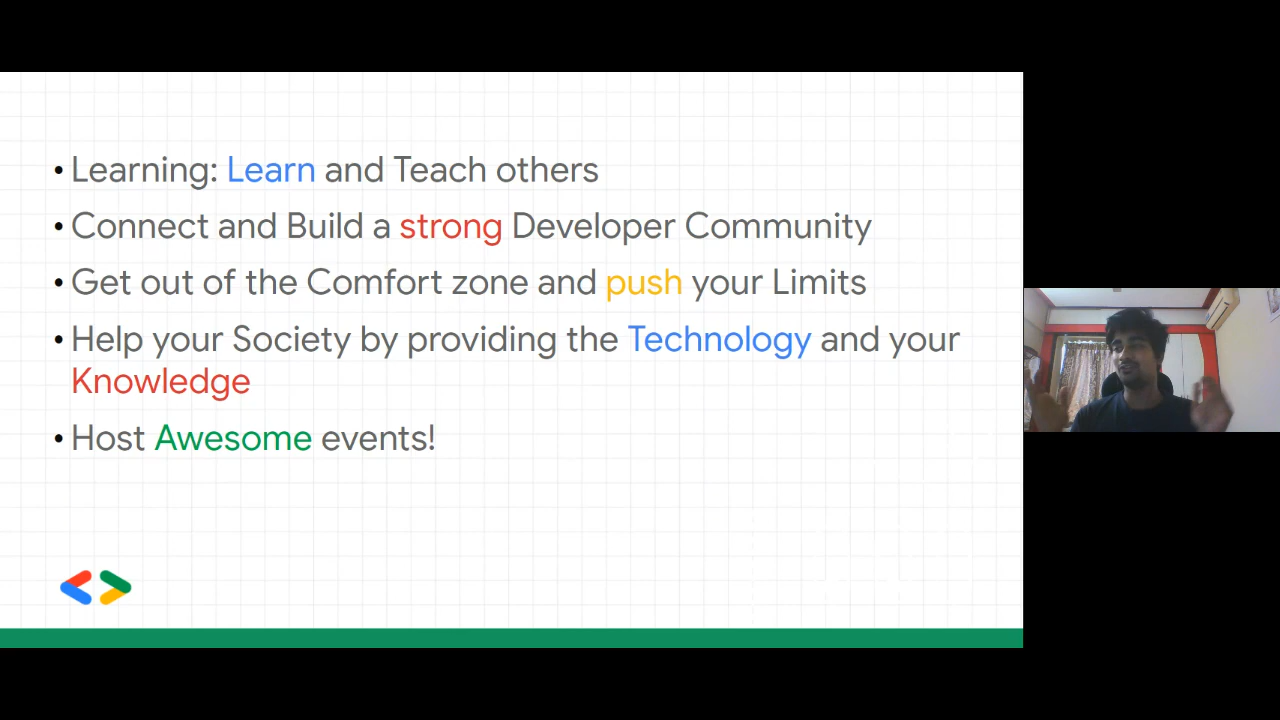 • Learning: Learn and Teach others
• Connect and Build a strong Developer Community
• Get out of the Comfort zone and push your Limits
• Help your Society by providing the Technology and your
Knowledge
• Host Awesome events!